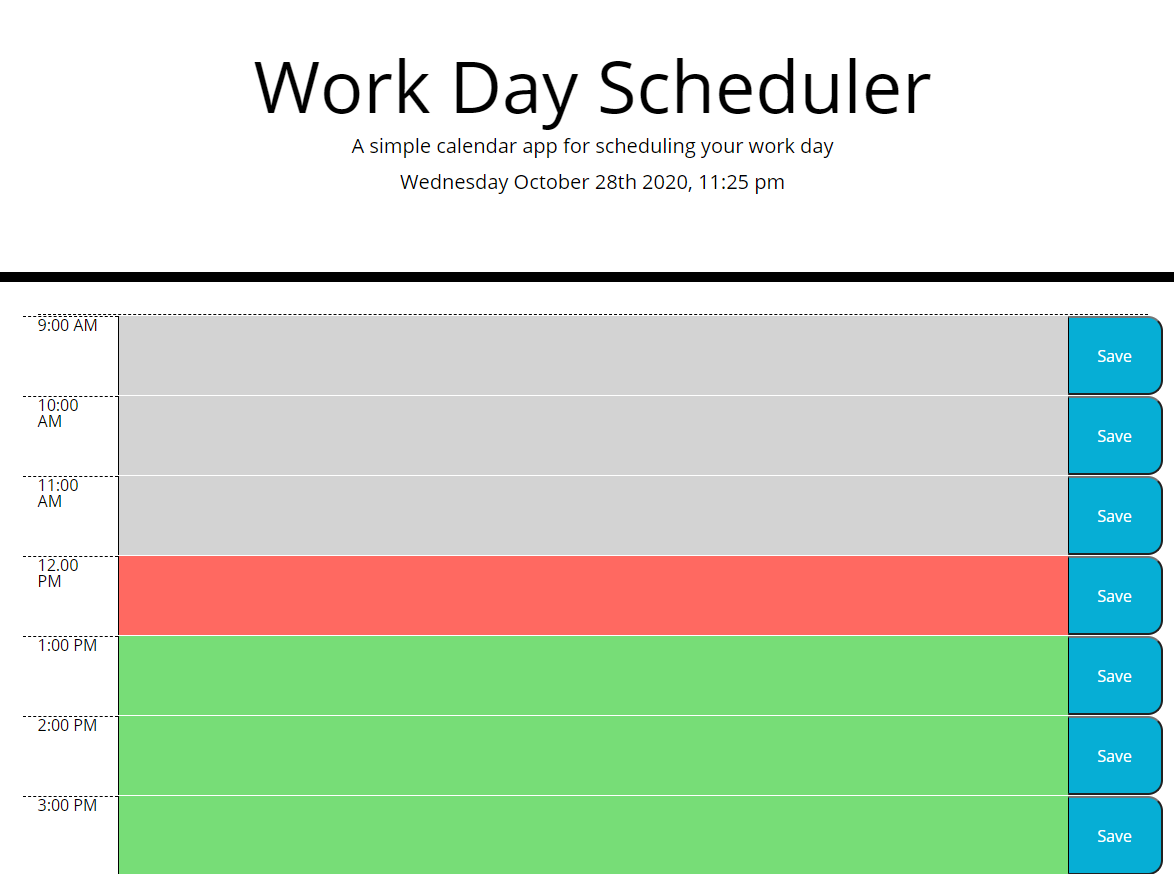 Work Day Scheduler
A simple calendar app for scheduling your work day
Wednesday October 28th 2020, 11:25 pm
9:00 AM
Save
10:00
AM
Save
11:00
AM
Save
12.00
PM
Save
1:00 PM
Save
2:00 PM
Save
3:00 PM
Save